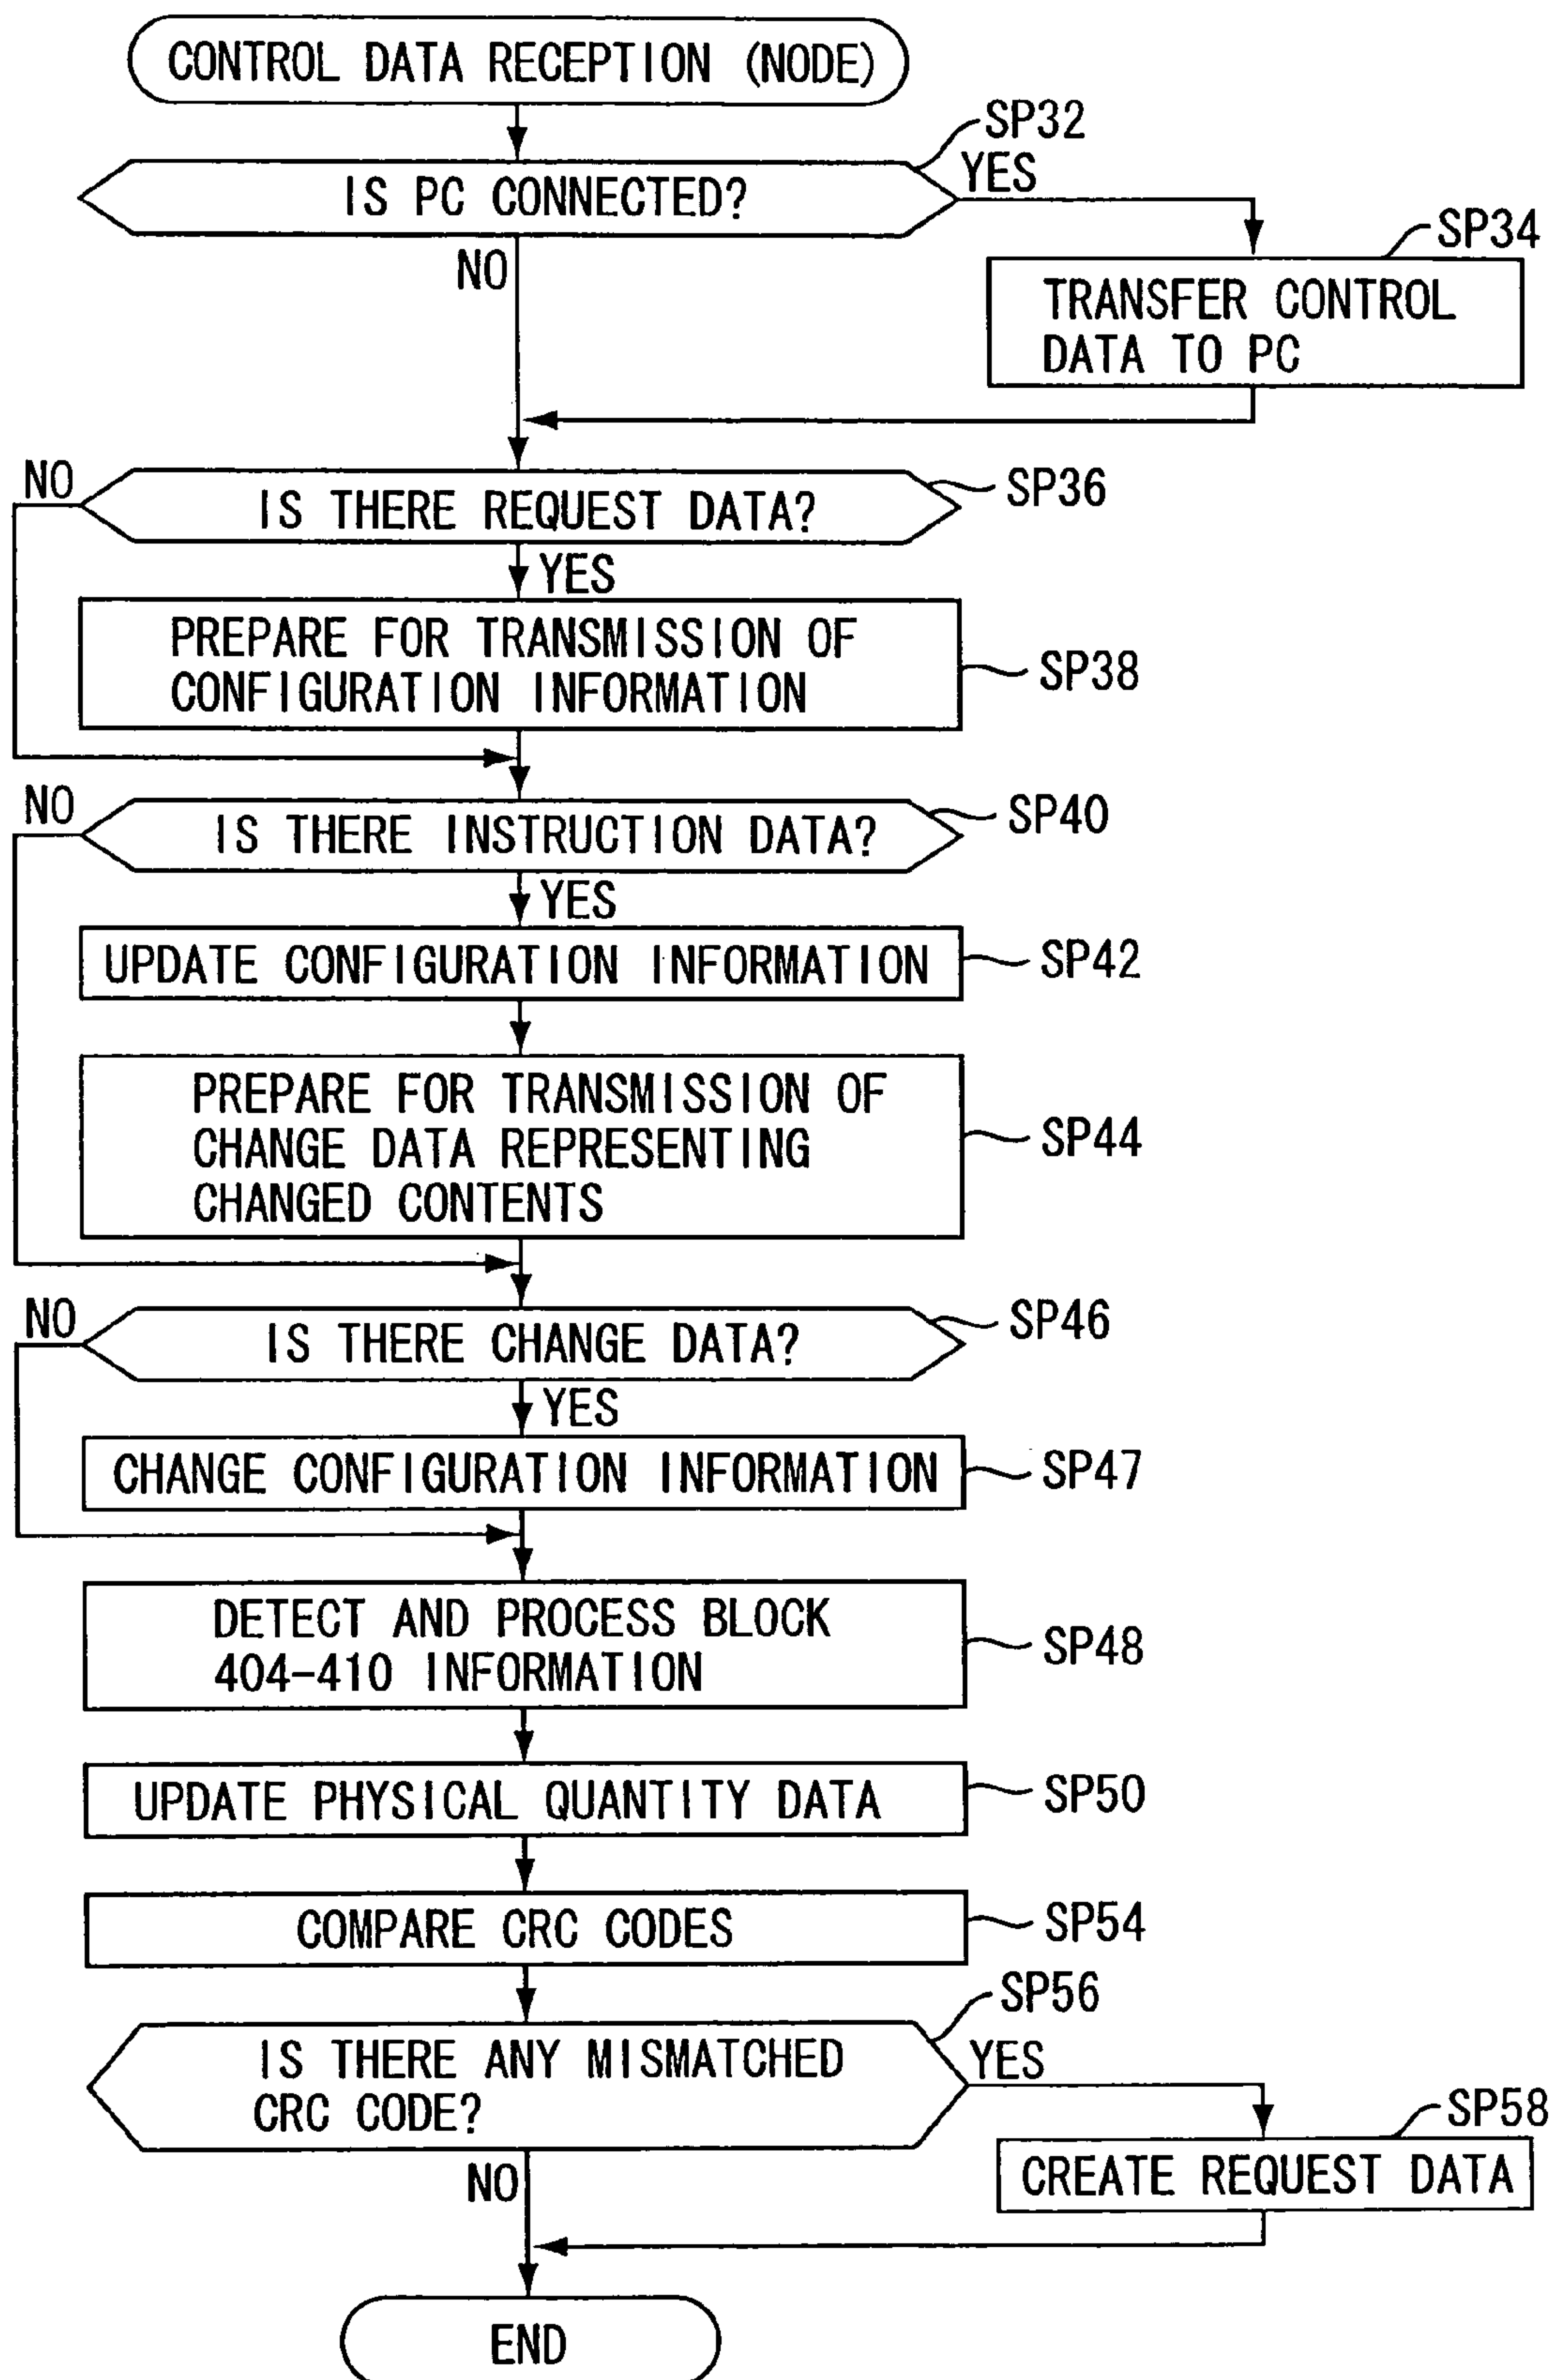 CONTROL DATA RECEPTION (NODE)
SP32
IS PC CONNECTED?
YES
NO
SP34
TRANSFER CONTROL
DATA TO PC
NO
IS THERE REQUEST DATA?
SP36
YES
PREPARE FOR TRANSMISSION OF
CONFIGURATION INFORMATION
SP38
NO
IS THERE INSTRUCTION DATA?
SP40
YES
UPDATE CONFIGURATION INFORMATION
SP42
PREPARE FOR TRANSMISSION OF
CHANGE DATA REPRESENTING
CHANGED CONTENTS
SP44
NO
IS THERE CHANGE DATA?
SP46
YES
CHANGE CONFIGURATION INFORMATION
SP47
DETECT AND PROCESS BLOCK
404-410 INFORMATION
SP48
UPDATE PHYSICAL QUANTITY DATA
SP50
COMPARE CRC CODES
SP54
SP56
IS THERE ANY MISMATCHED
CRC CODE?
YES
NO
SP58
CREATE REQUEST DATA
END